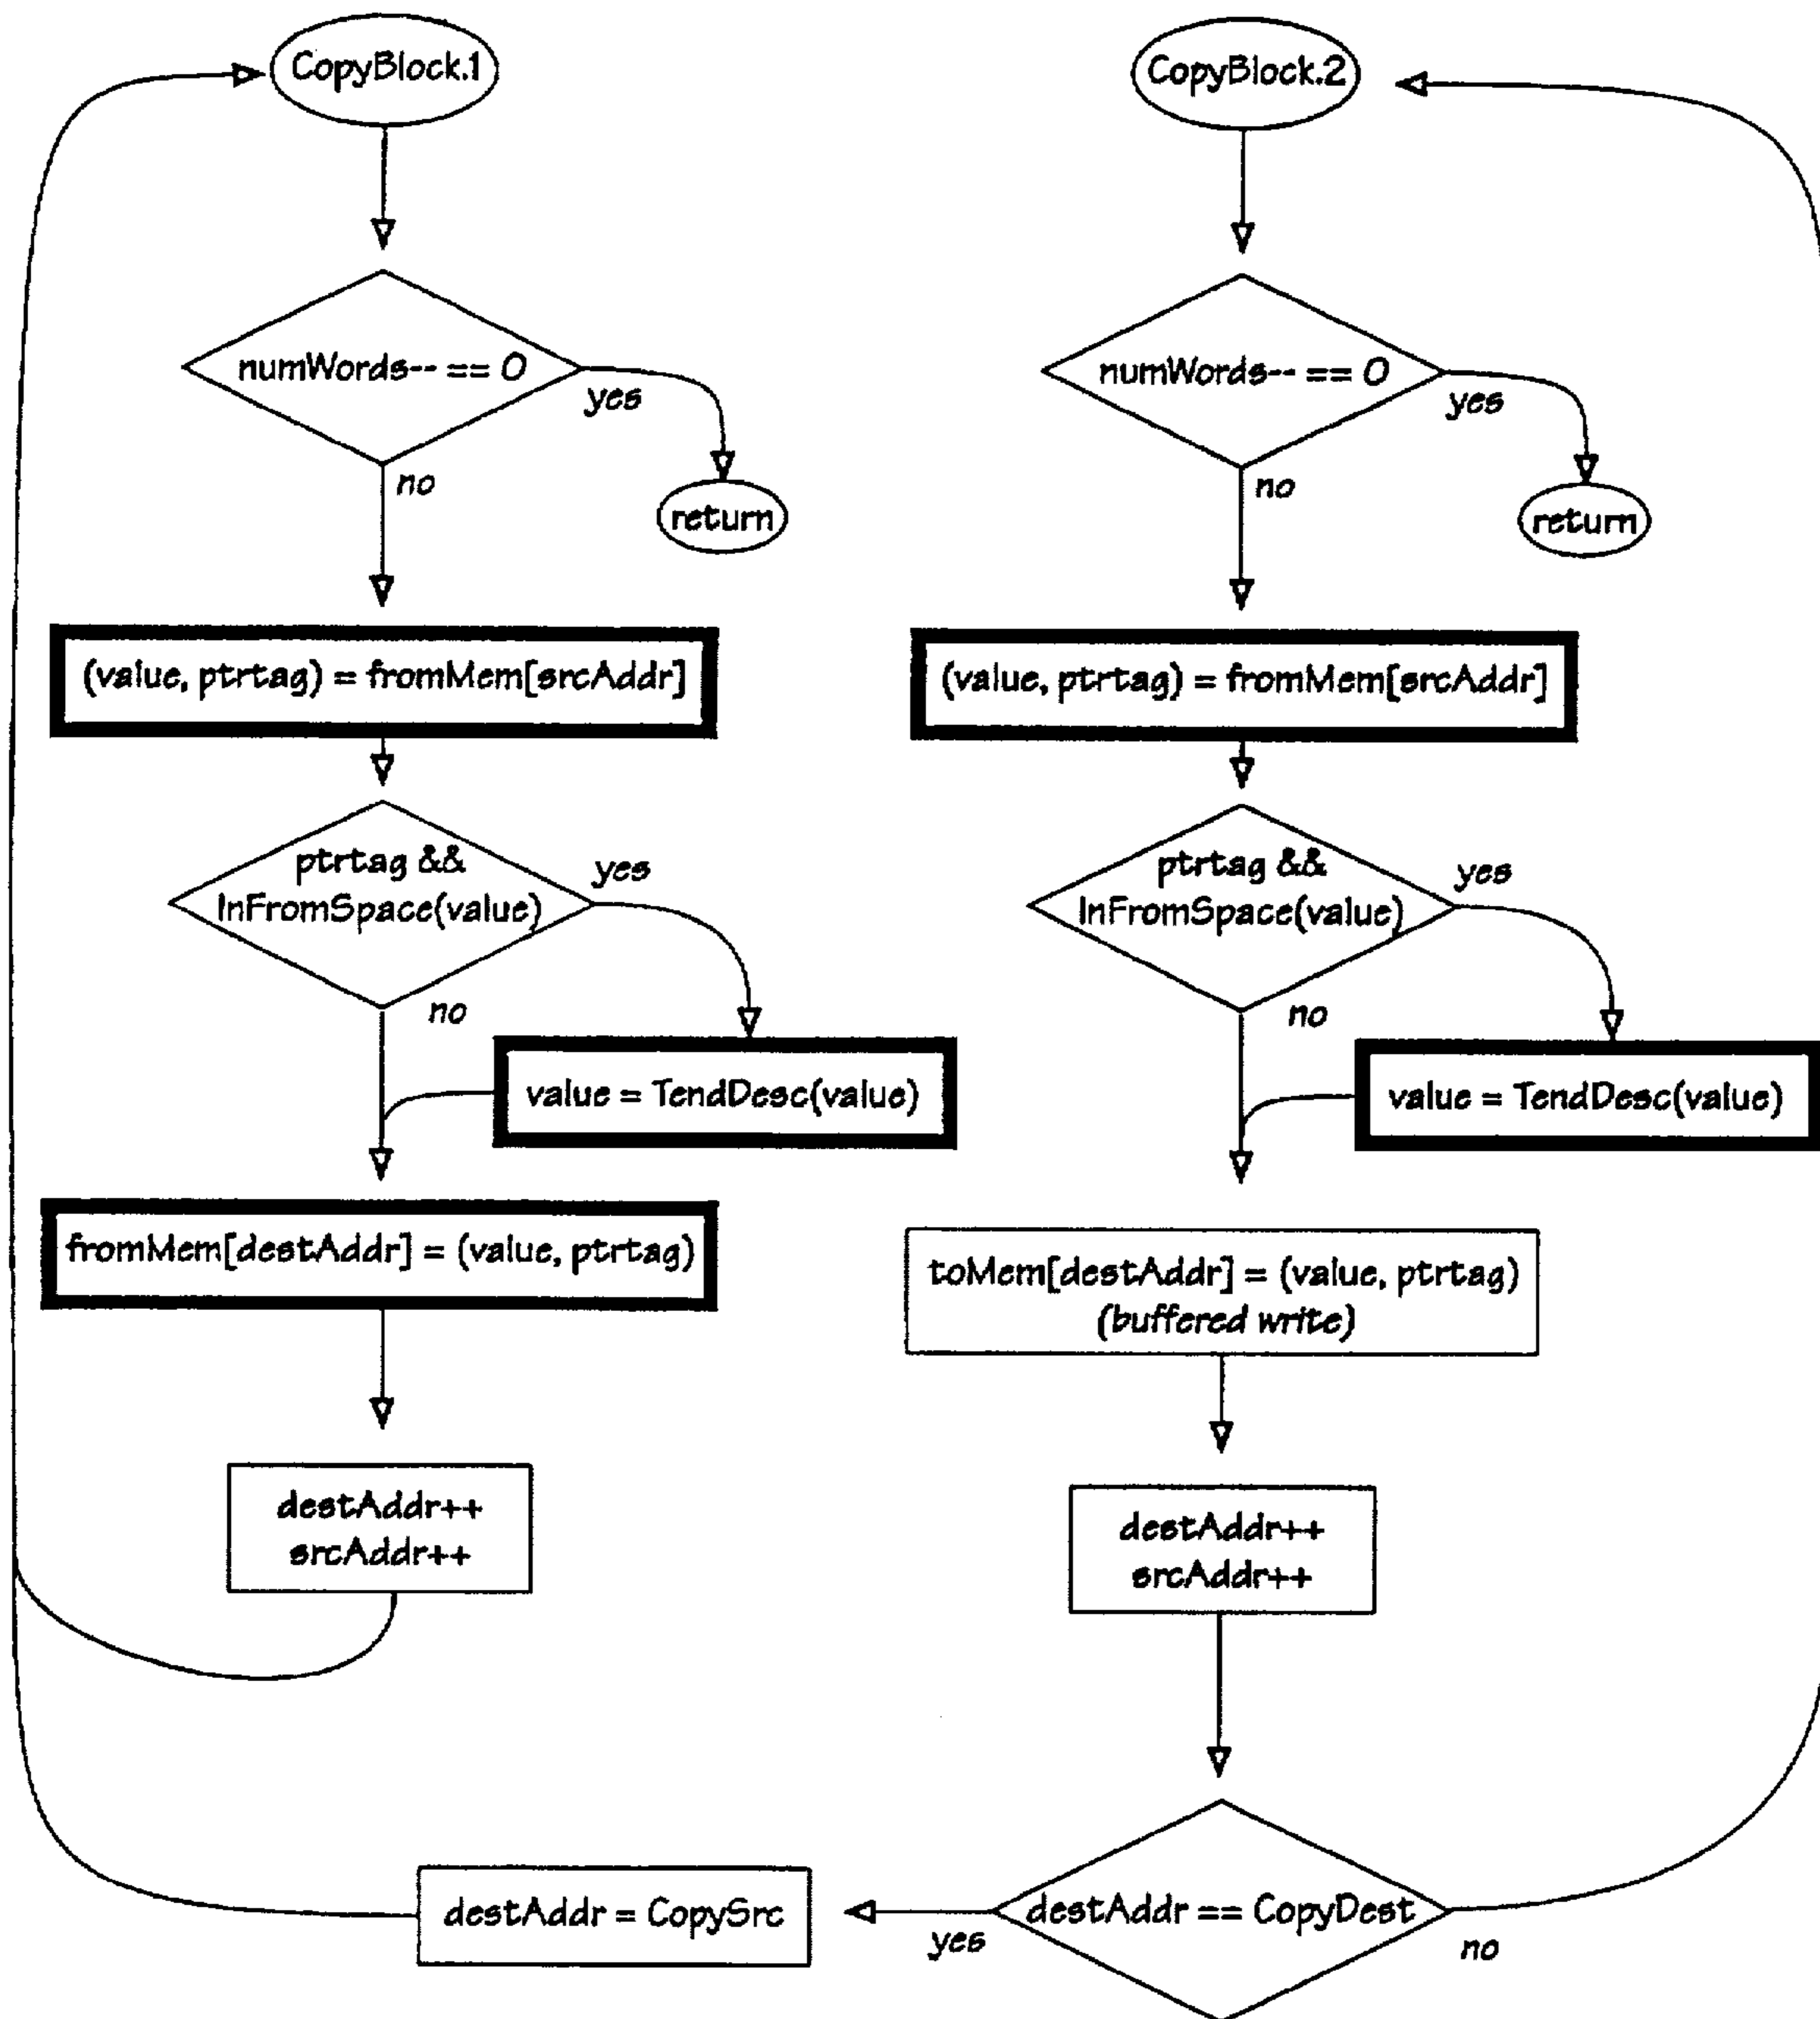 CopyBlock.1
numWords-- == 0
yes
no
return
(value, ptrtag) = fromMem[srcAddr]
ptrtag &&
InFromSpace(value)
yes
no
value = TendDesc(value)
fromMem[destAddr] = (value, ptrtag)
destAddr++
srcAddr++
CopyBlock.2
numWords-- == 0
yes
no
return
(value, ptrtag) = fromMem[srcAddr]
ptrtag &&
InFromSpace(value)
yes
no
value = TendDesc(value)
toMem[destAddr] = (value, ptrtag)
(buffered write)
destAddr++
srcAddr++
destAddr == CopyDest
yes
no
destAddr = CopySrc